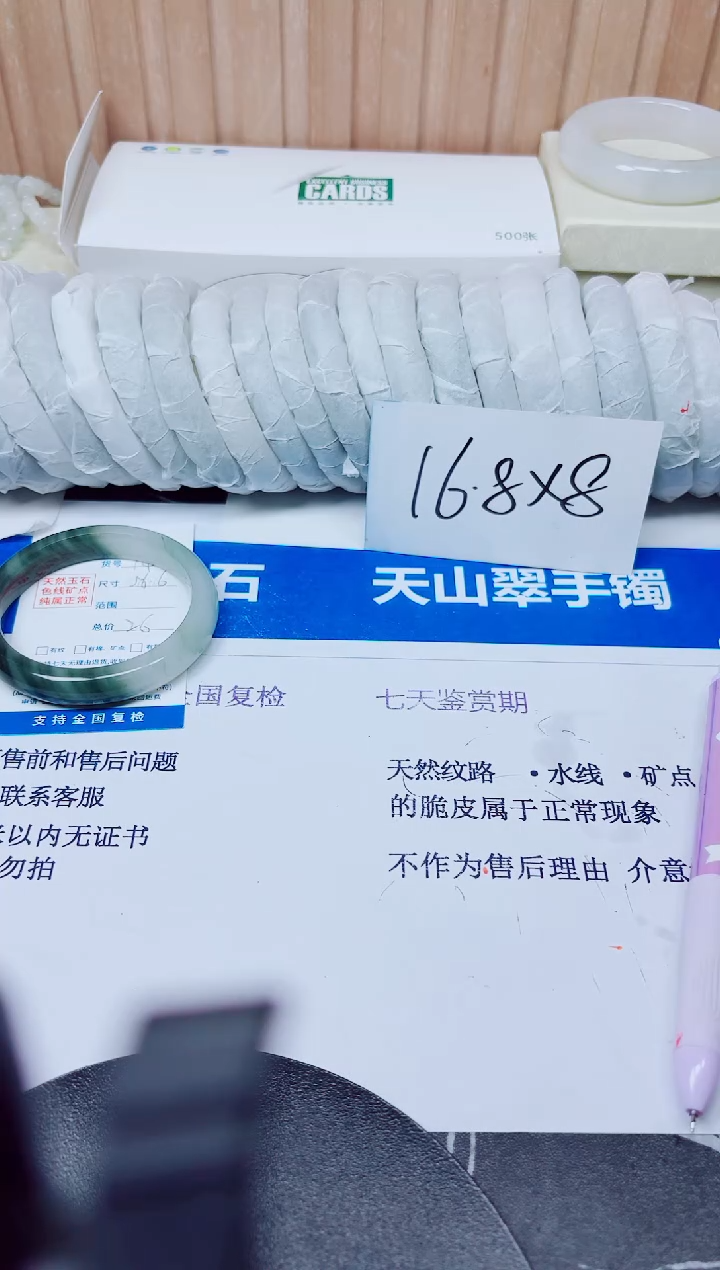 EXCELLENT BUSINESS
CARDS
500张
16.8×8
石
天山翠手镯
货号
天然玉石
色线矿点
纯属正常
尺寸
范围
总价 26
支持全国复检
全国复检
七天鉴赏期
售前和售后问题
联系客服
以内无证书
勿拍
天然纹路 ·水线 ·矿点
的脆皮属于正常现象
不作为售后理由 介意